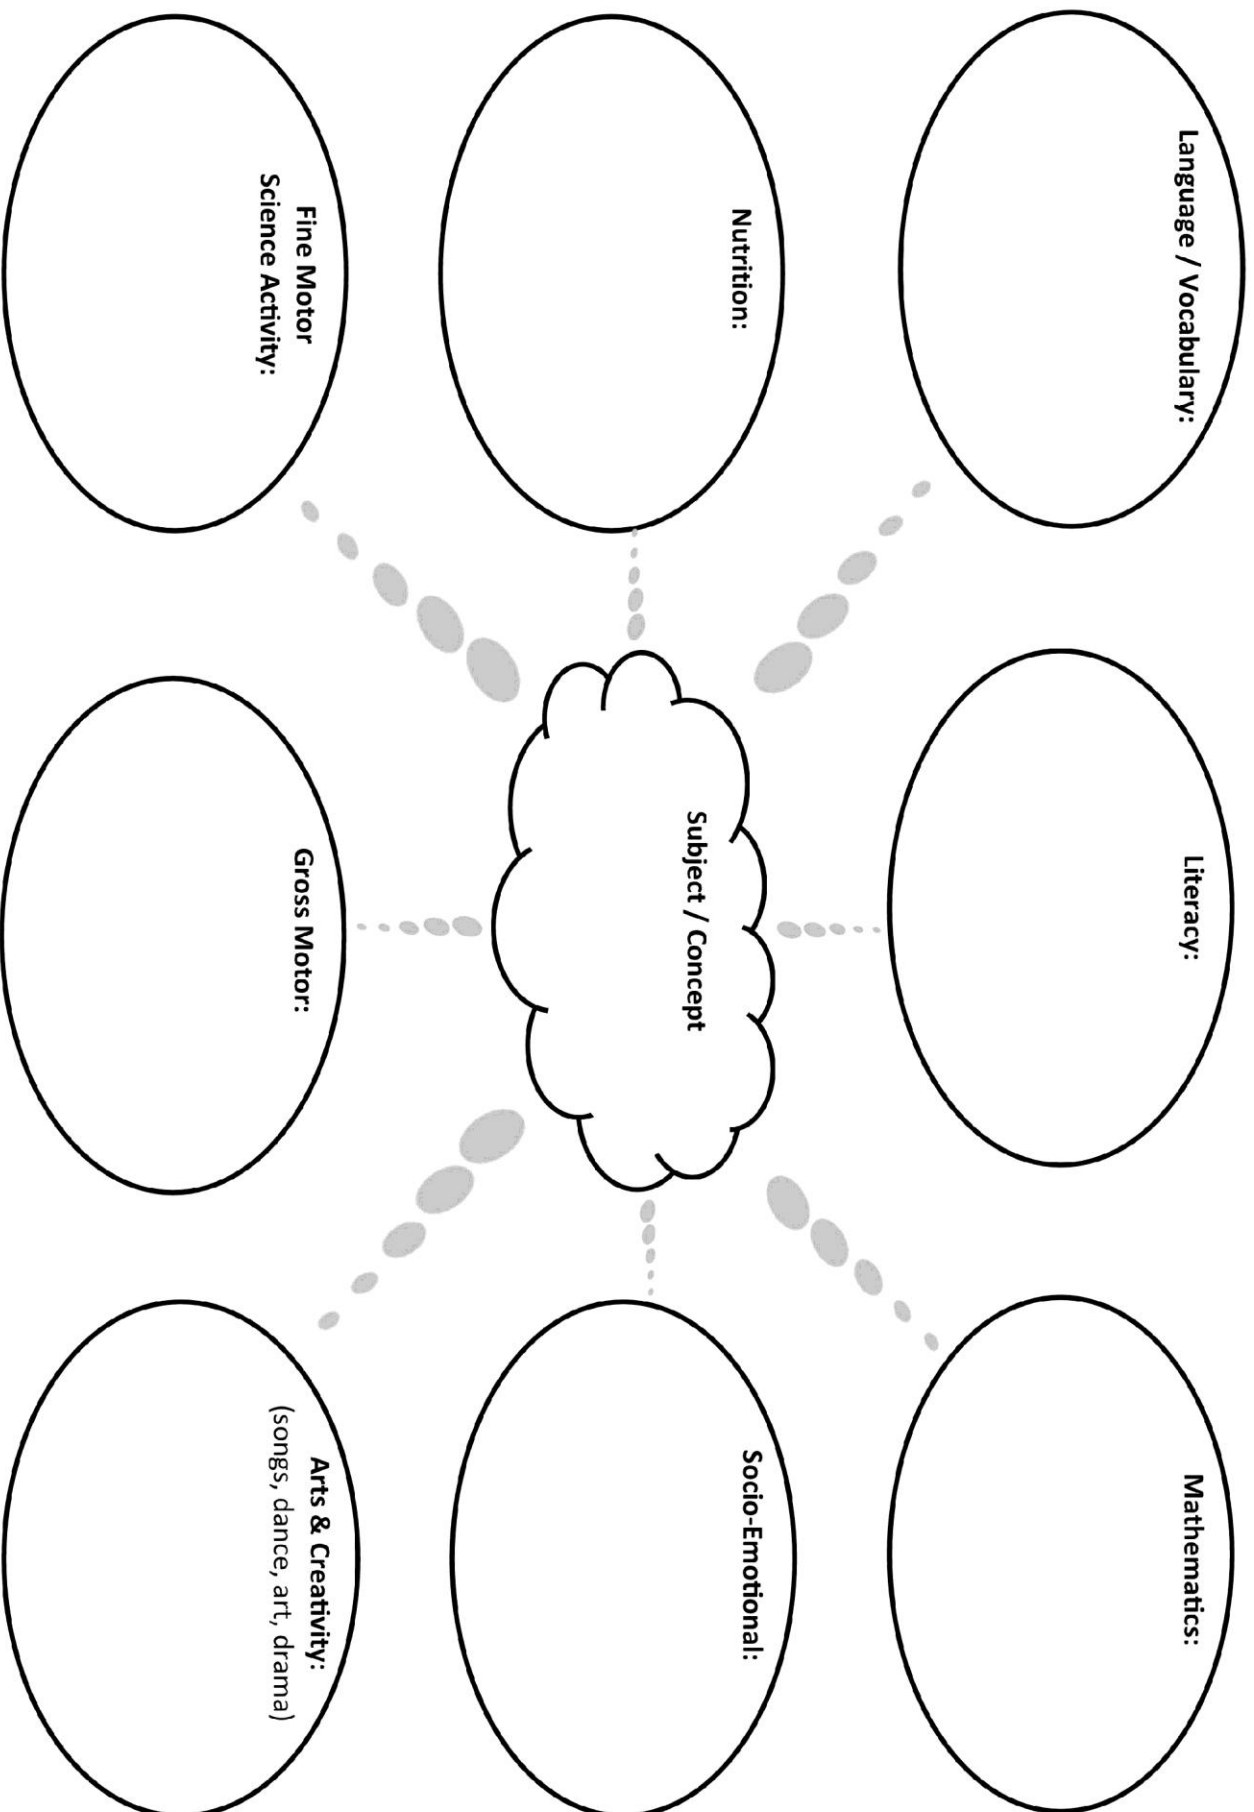 Language / Vocabulary:
Literacy:
Mathematics:
Nutrition:
Subject / Concept
Socio-Emotional:
Fine Motor
Science Activity:
Gross Motor:
Arts & Creativity:
(songs, dance, art, drama)